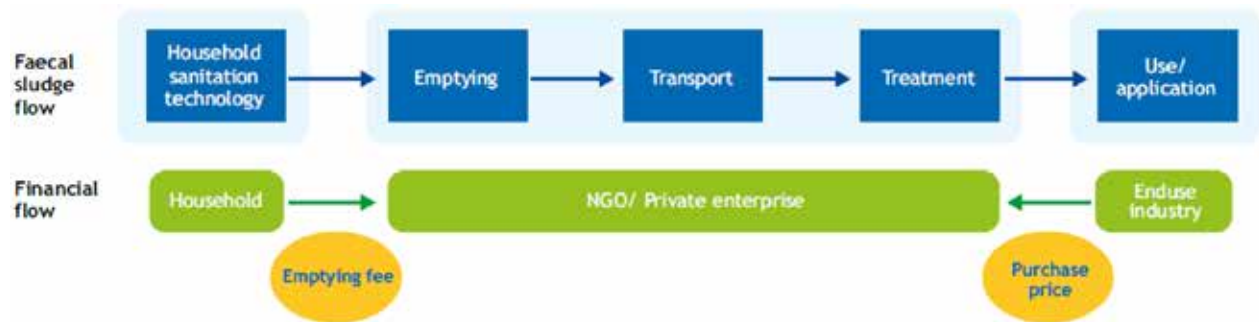 Faecal
sludge
flow
Household
sanitation
technology
Emptying
Transport
Treatment
Use/
application
Financial
flow
Household
NGO/ Private enterprise
Enduse
industry
Emptying fee
Purchase
price